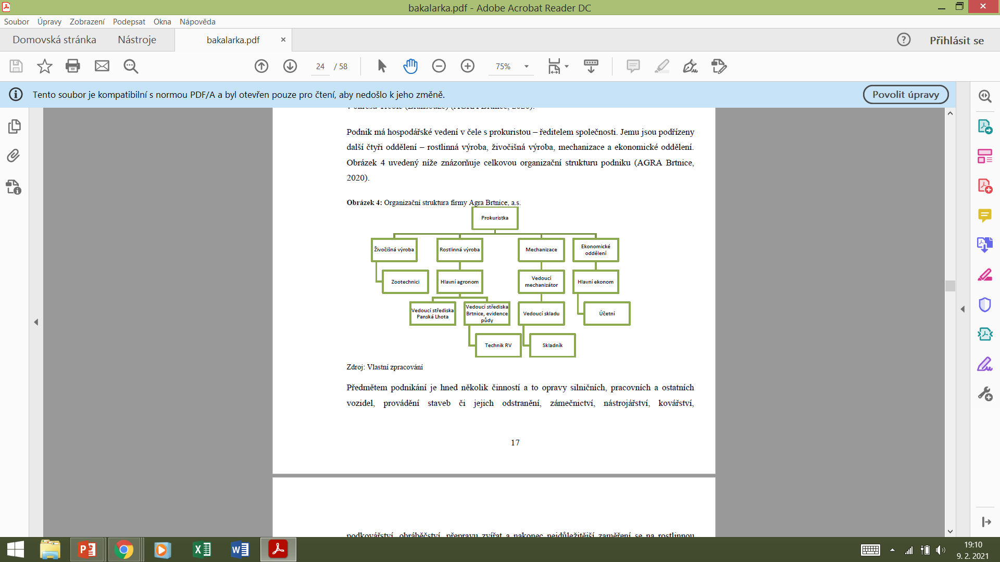 bakalarka.pdf - Adobe Acrobat Reader DC
Soubor Úpravy Zobrazení Podepsat Okna Nápověda
Domovská stránka Nástroje bakalarka.pdf × Přihlásit se
24 / 58 75%
Tento soubor je kompatibilní s normou PDF/A a byl otevřen pouze pro čtení, aby nedošlo k jeho změně. Povolit úpravy
Podnik má hospodářské vedení v čele s prokuristou – ředitelem společnosti. Jemu jsou podřízeny
další čtyři oddělení – rostlinná výroba, živočišná výroba, mechanizace a ekonomické oddělení.
Obrázek 4 uvedený níže znázorňuje celkovou organizační strukturu podniku (AGRA Brtnice,
2020).
Obrázek 4: Organizační struktura firmy Agra Brtnice, a.s.
Prokuristka
Živočišná výroba
Rostlinná výroba
Mechanizace
Ekonomické
oddělení
Zootechnici
Hlavní agronom
Vedoucí
mechanizátor
Hlavní ekonom
Vedoucí střediska
Panská Lhota
Vedoucí střediska
Brtnice, evidence
půdy
Vedoucí skladu
Účetní
Technik RV
Skladník
Zdroj: Vlastní zpracování
Předmětem podnikání je hned několik činností a to opravy silničních, pracovních a ostatních
vozidel, provádění staveb či jejich odstranění, zámečnictví, nástrojářství, kovářství,
17
podkovářství, obráběčství, přepravu zvířat a nakonec nejdůležitější zaměření se na rostlinnou
19:10
9. 2. 2021